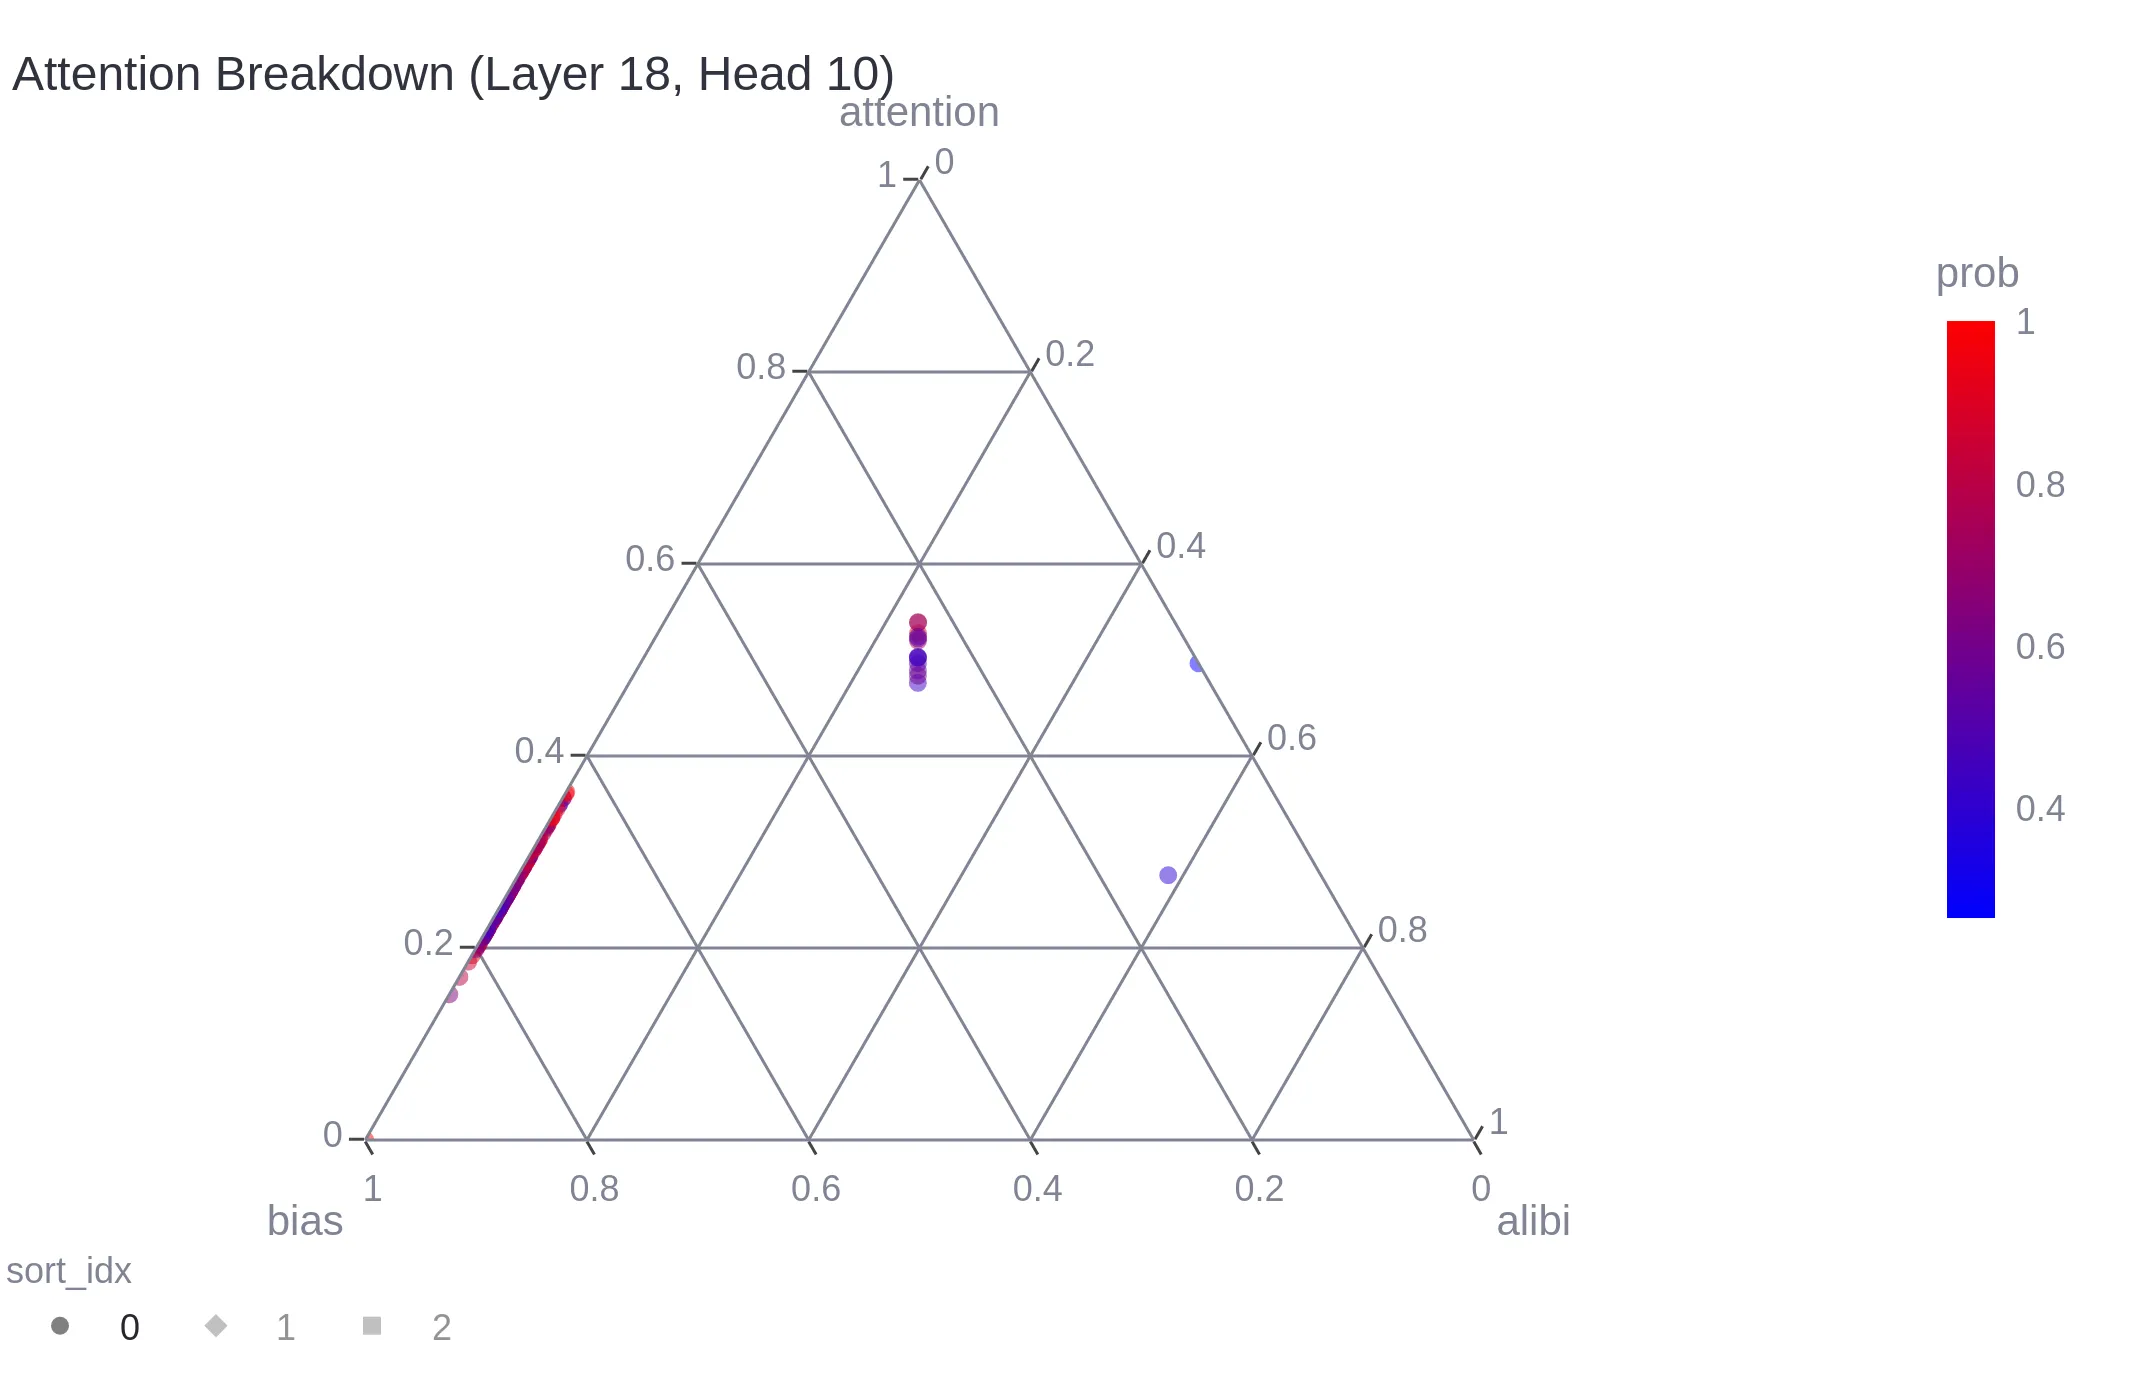 Attention Breakdown (Layer 18, Head 10)
attention
1 0
0.8 0.2
0.6 0.4
0.4 0.6
0.2 0.8
0 1
1 0.8 0.6 0.4 0.2 0
bias alibi
prob
1
0.8
0.6
0.4
sort_idx
0 1 2